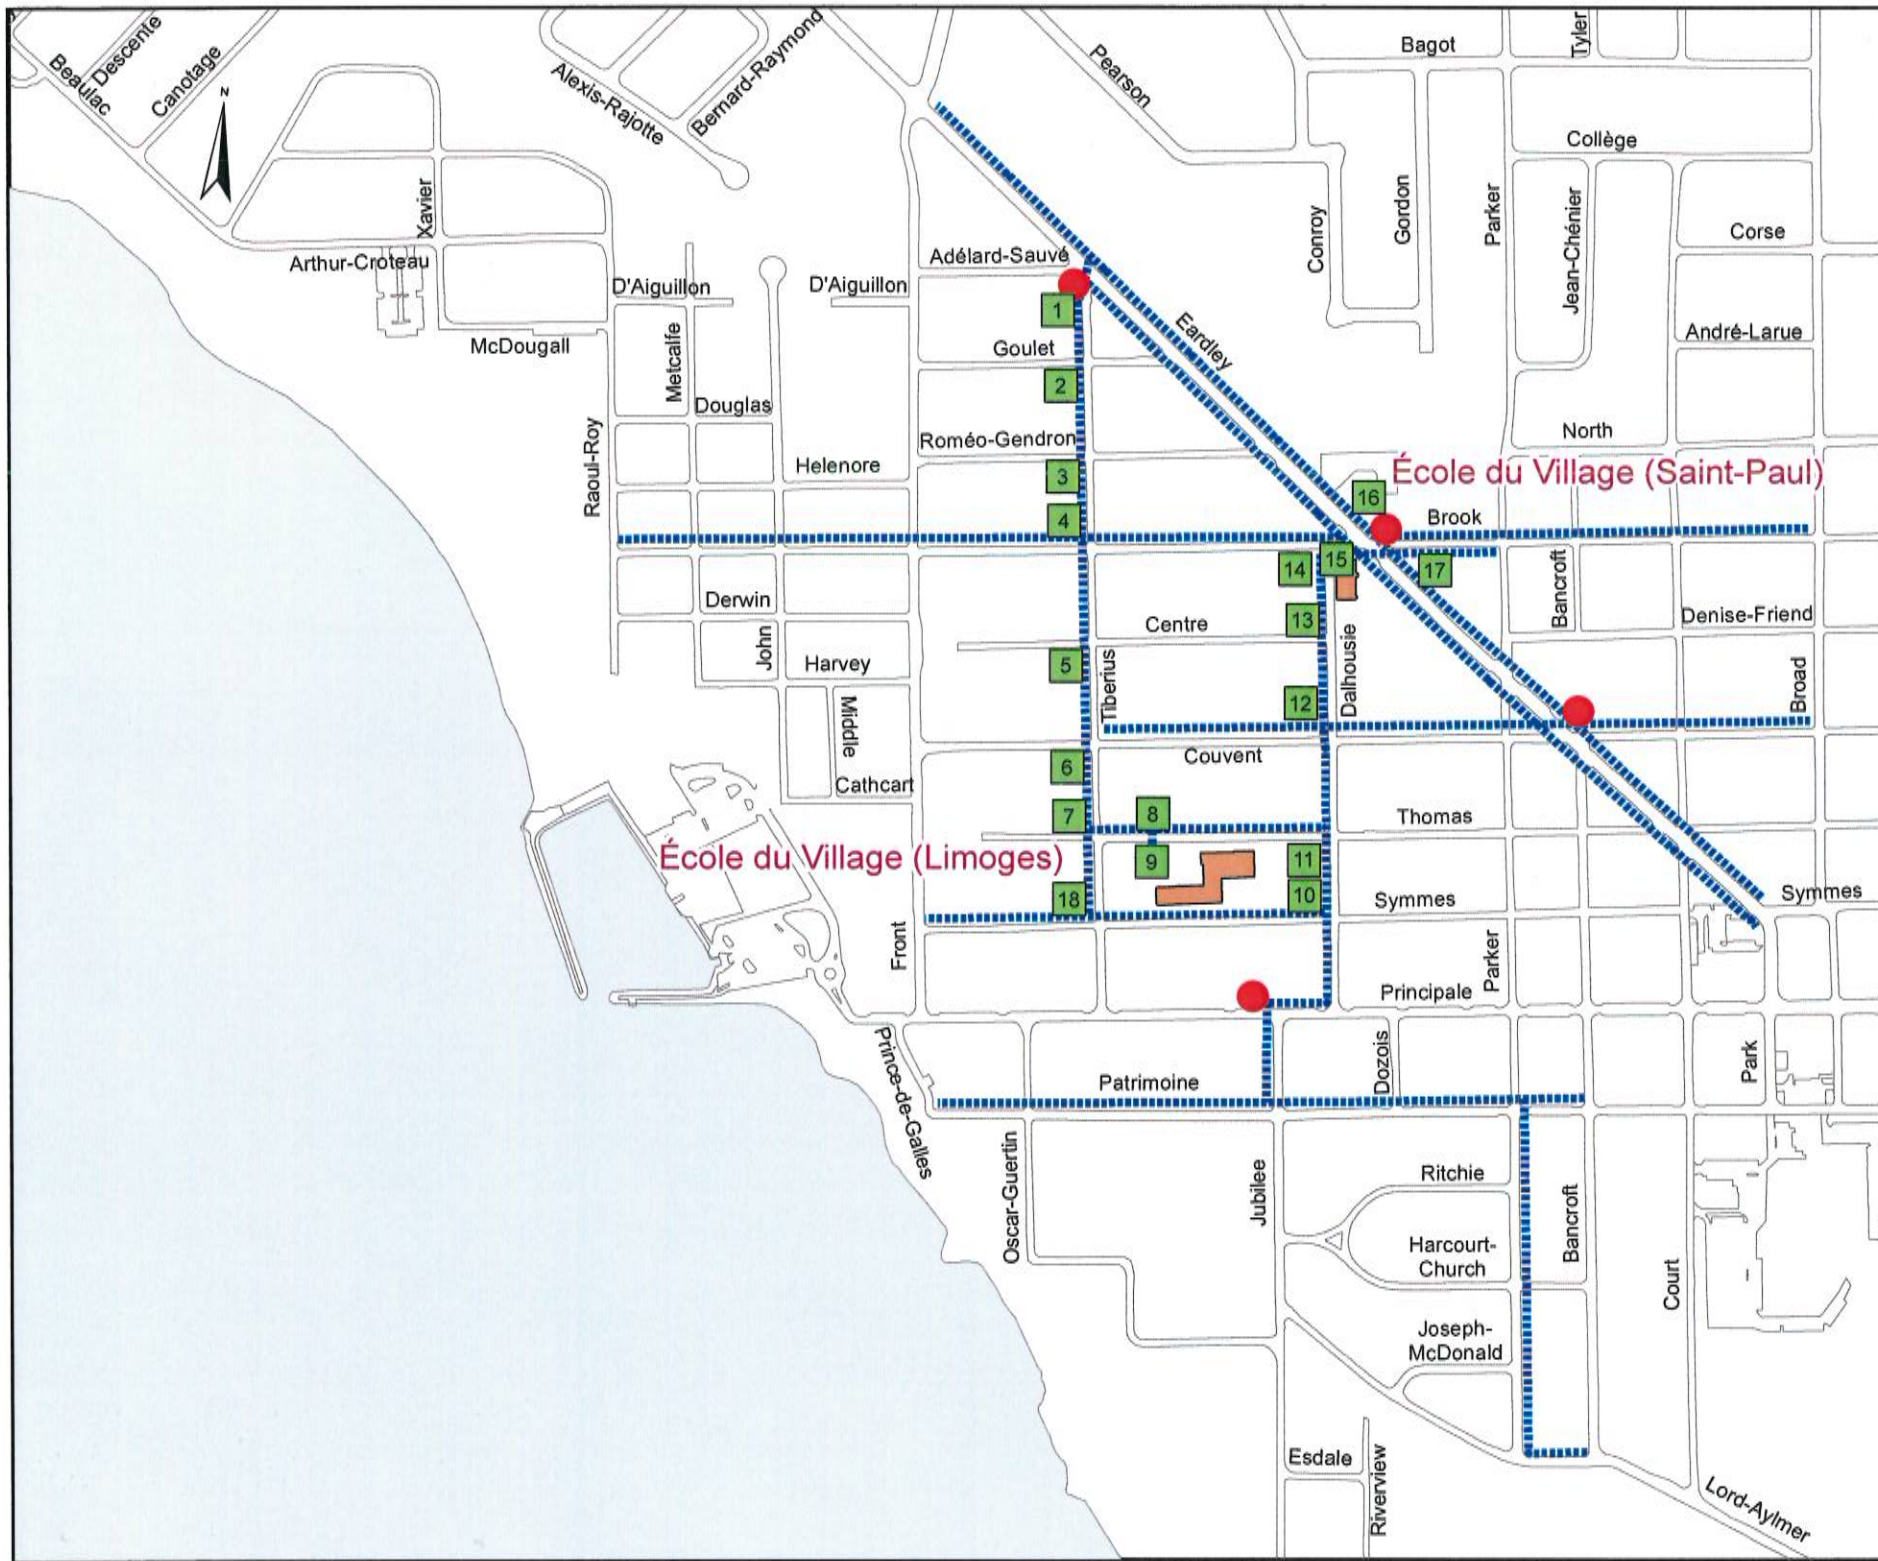 Beaulac
Descente
Canotage
N
Alexis-Rajotte
Bernard-Raymond
Pearson
Bagot
Tyler
Collège
Xavier
Arthur-Croteau
McDougall
D'Aiguillon
D'Aiguillon
Adélard-Sauvé
Conroy
Gordon
Parker
Jean-Chénier
Corse
André-Larue
1
Goulet
Eardley
Metcalfe
2
Douglas
Raoul-Roy
Roméo-Gendron
Helenore
3
North
École du Village (Saint-Paul)
16
4
Brook
14
15
17
Bancroft
Derwin
John
Harvey
Centre
13
Denise-Friend
5
Tiberius
Dalhousie
12
Broad
Middle
Cathcart
6
Couvent
7
8
Thomas
École du Village (Limoges)
9
11
10
18
Symmes
Symmes
Front
Parker
Principale
Prince-de-Galles
Patrimoine
Dozois
Park
Oscar-Guertin
Jubilee
Ritchie
Harcourt-
Church
Bancroft
Court
Joseph-
McDonald
Esdale
Riverview
Lord-Aylmer